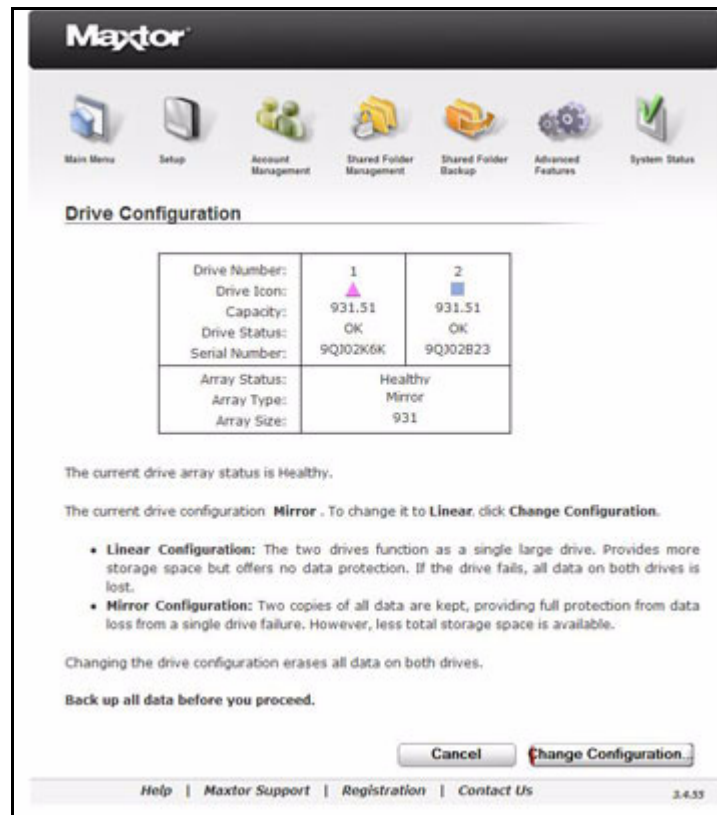 Maxtor
Main Menu
Setup
Account Management
Shared Folder Management
Shared Folder Backup
Advanced Features
System Status
Drive Configuration
Drive Number: 1 2
Drive Icon:
Capacity: 931.51 931.51
Drive Status: OK OK
Serial Number: 9QJ02K6K 9QJ02B23
Array Status: Healthy
Array Type: Mirror
Array Size: 931
The current drive array status is Healthy.
The current drive configuration Mirror . To change it to Linear. click Change Configuration.
• Linear Configuration: The two drives function as a single large drive. Provides more
storage space but offers no data protection. If the drive fails, all data on both drives is
lost.
• Mirror Configuration: Two copies of all data are kept, providing full protection from data
loss from a single drive failure. However, less total storage space is available.
Changing the drive configuration erases all data on both drives.
Back up all data before you proceed.
Cancel
Change Configuration...
Help | Maxtor Support | Registration | Contact Us
3.4.55